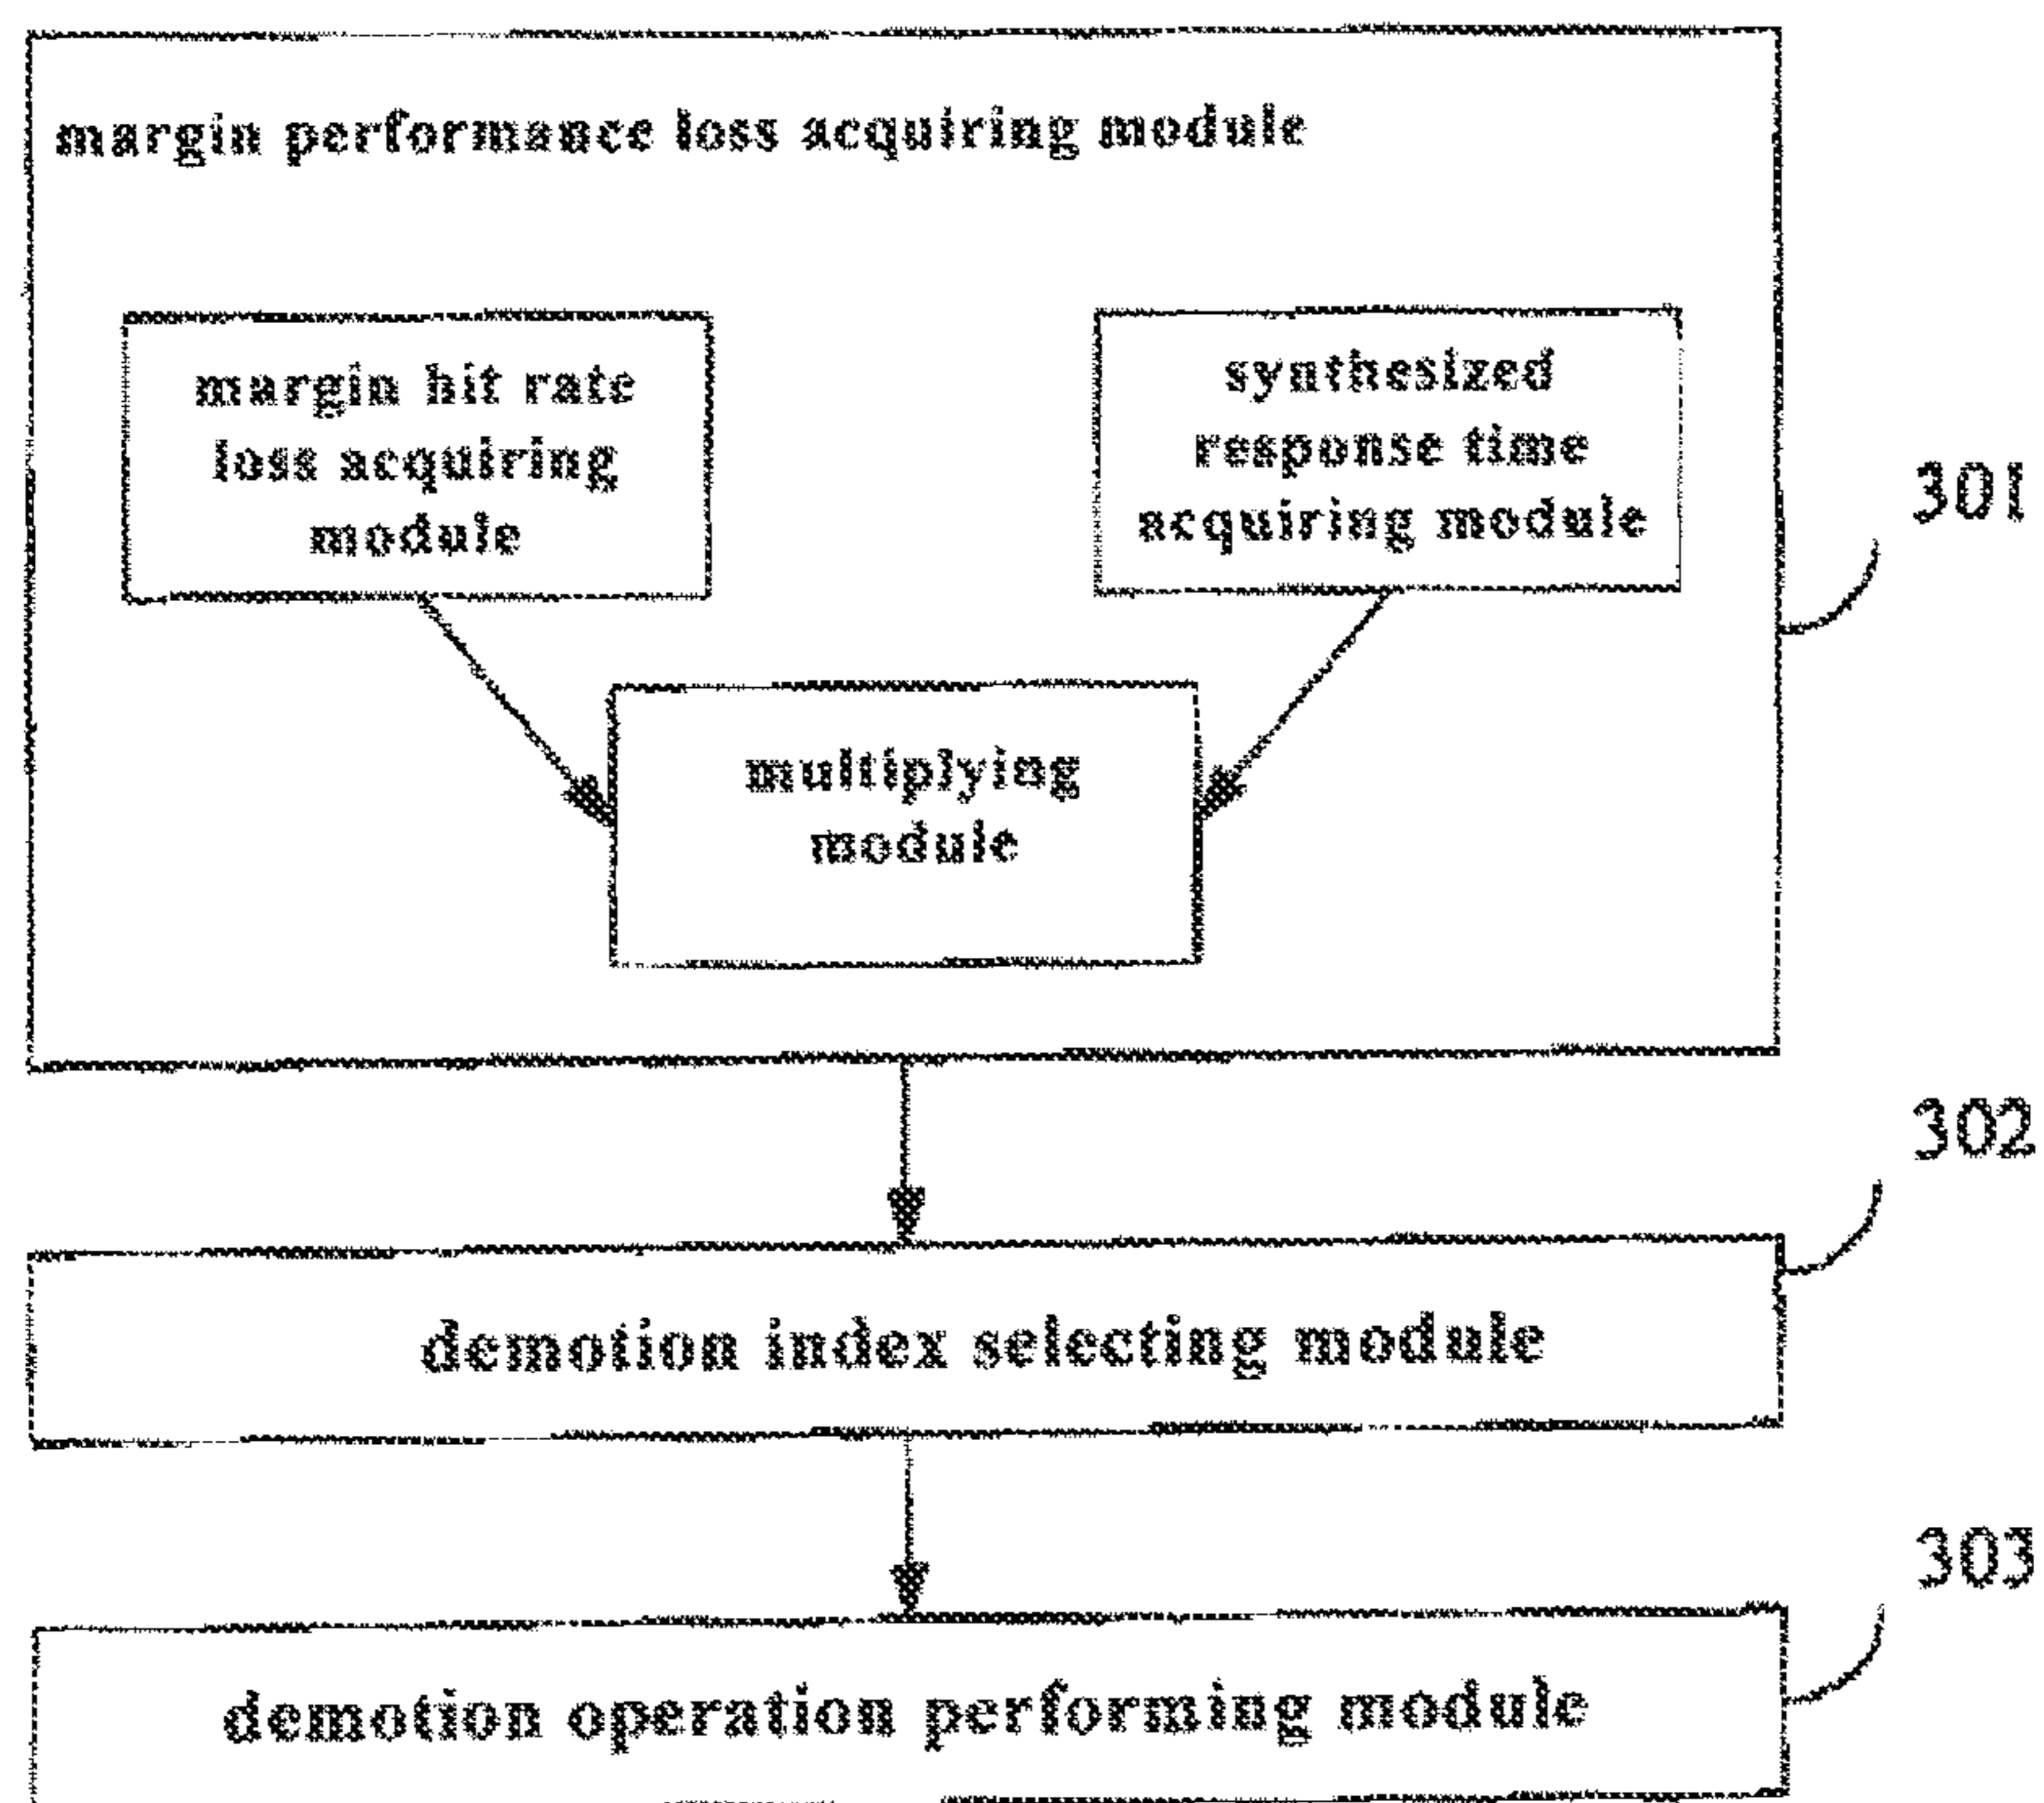 margin performance loss acquiring module
margin hit rate
loss acquiring
module
synthesized
response time
acquiring module
301
multiplying
module
302
demotion index selecting module
303
demotion operation performing module